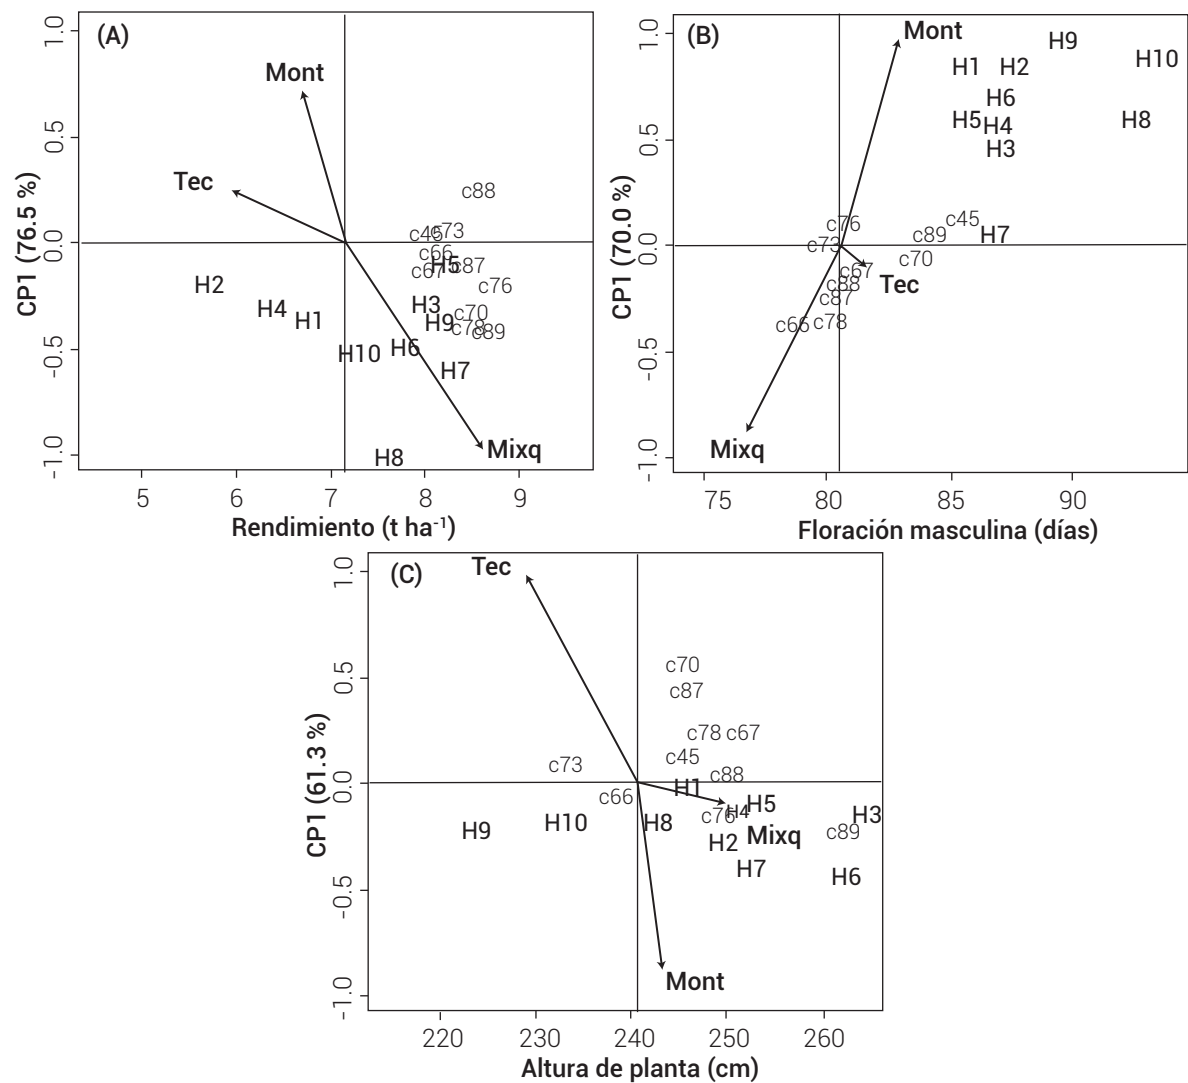 (A)
1.0
0.5
0.0
-0.5
-1.0
CP1 (76.5 %)
Mont
Tec
c88
c45
c73
c66
c67
H5
c87
c76
H2
H4
H1
H3
H9
c70
c78
c89
H10
H6
H7
H8
Mixq
5 6 7 8 9
Rendimiento (t ha-1)
(B)
1.0
0.5
0.0
-0.5
-1.0
CP1 (70.0 %)
Mont
H9
H10
H1
H2
H6
H5
H4
H3
H8
c76
c73
c45
c89
H7
c70
c67
c88
c87
Tec
c66
c78
Mixq
75 80 85 90
Floración masculina (días)
(C)
1.0
0.5
0.0
-0.5
-1.0
CP1 (61.3 %)
Tec
c70
c87
c78
c67
c45
c73
c88
H1
c66
H5
H4
c76
H3
H9
H10
H8
Mixq
c89
H2
H7
H6
Mont
220 230 240 250 260
Altura de planta (cm)